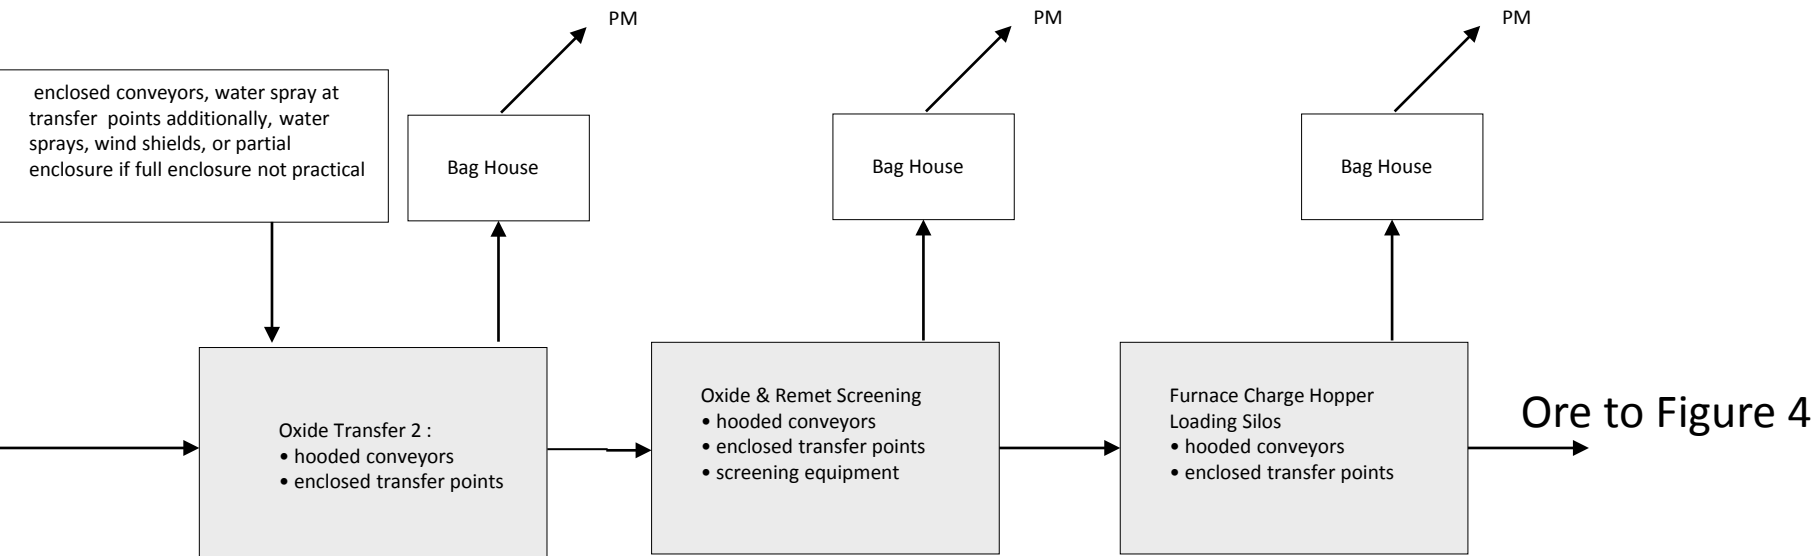 PM
PM
PM
enclosed conveyors, water spray at
transfer points additionally, water
sprays, wind shields, or partial
enclosure if full enclosure not practical
Bag House
Bag House
Bag House
Oxide Transfer 2 :
• hooded conveyors
• enclosed transfer points
Oxide & Remet Screening
• hooded conveyors
• enclosed transfer points
• screening equipment
Furnace Charge Hopper
Loading Silos
• hooded conveyors
• enclosed transfer points
Ore to Figure 4